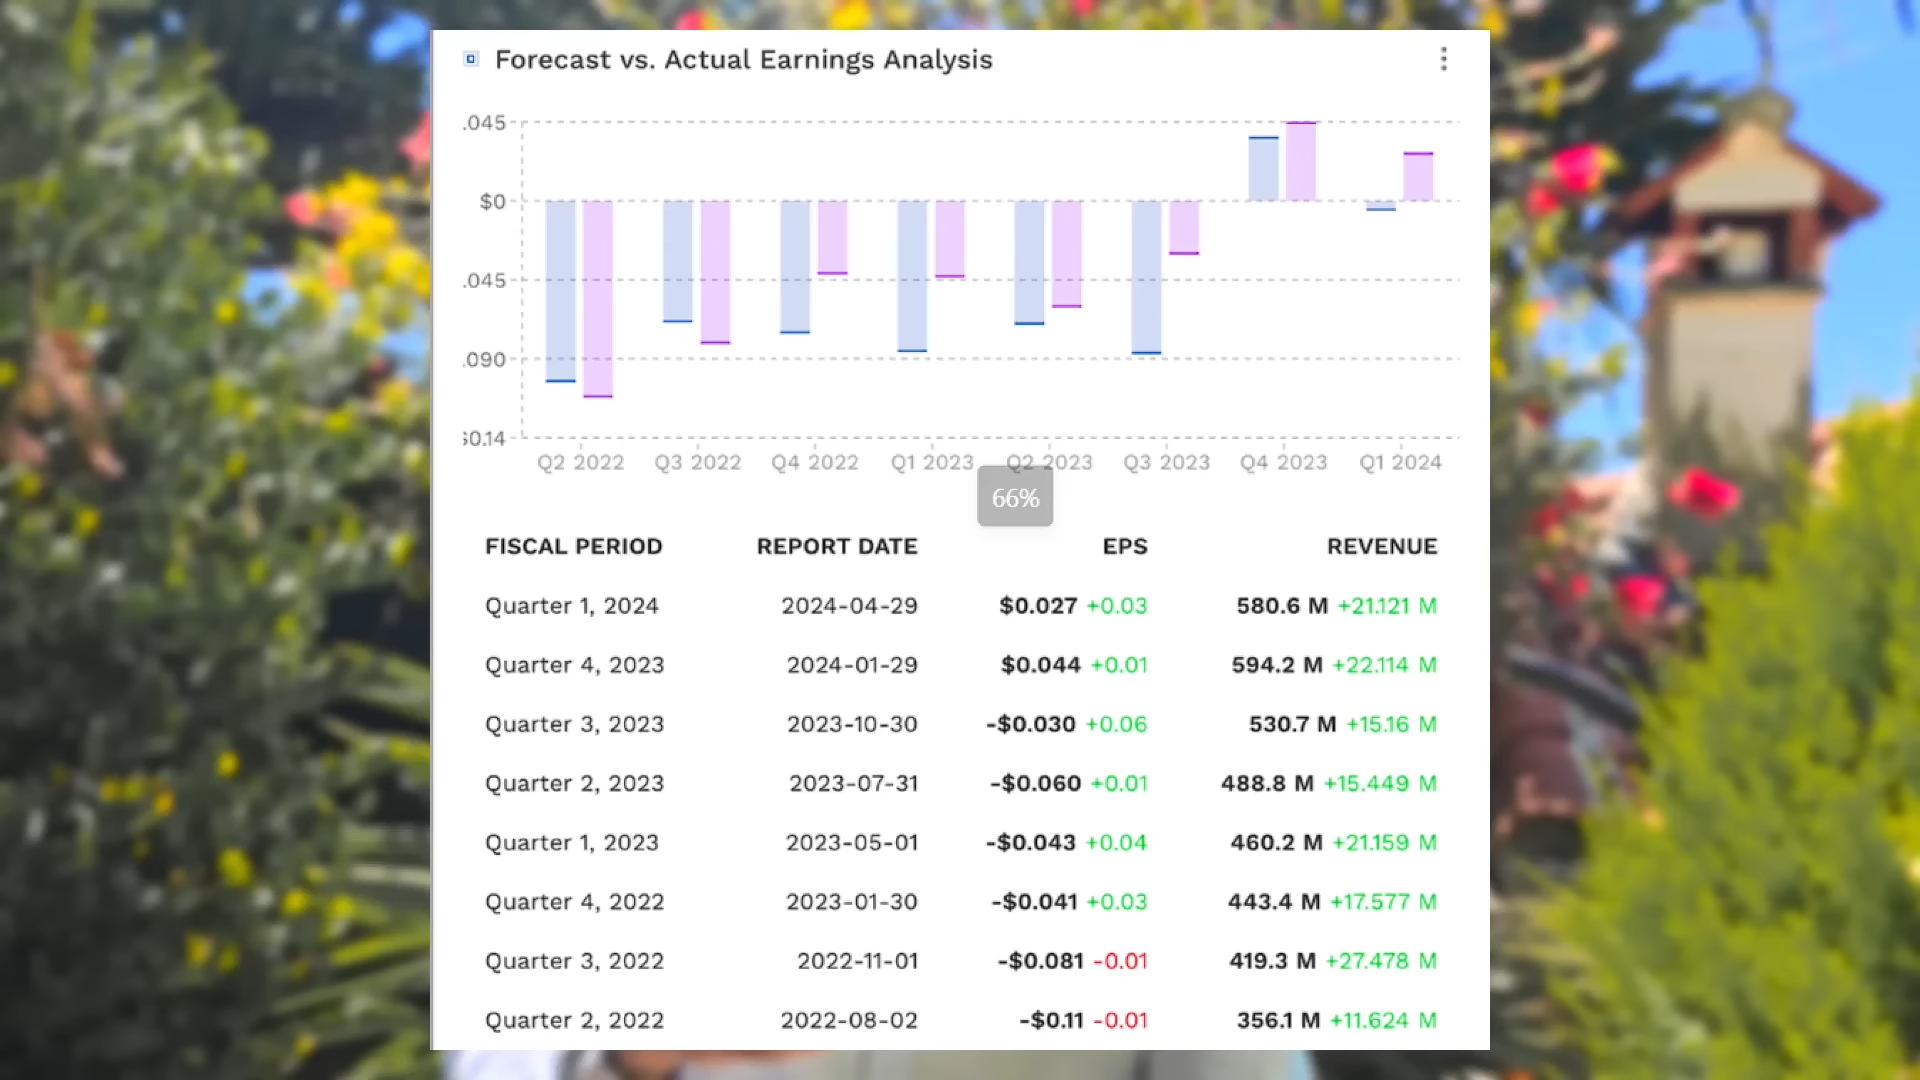 Forecast vs. Actual Earnings Analysis
.045
$0
.045
.090
$0.14
Q2 2022 Q3 2022 Q4 2022 Q1 2023 Q2 2023 Q3 2023 Q4 2023 Q1 2024
66%
FISCAL PERIOD REPORT DATE EPS REVENUE
Quarter 1, 2024 2024-04-29 $0.027 +0.03 580.6 M +21.121 M
Quarter 4, 2023 2024-01-29 $0.044 +0.01 594.2 M +22.114 M
Quarter 3, 2023 2023-10-30 -$0.030 +0.06 530.7 M +15.16 M
Quarter 2, 2023 2023-07-31 -$0.060 +0.01 488.8 M +15.449 M
Quarter 1, 2023 2023-05-01 -$0.043 +0.04 460.2 M +21.159 M
Quarter 4, 2022 2023-01-30 -$0.041 +0.03 443.4 M +17.577 M
Quarter 3, 2022 2022-11-01 -$0.081 -0.01 419.3 M +27.478 M
Quarter 2, 2022 2022-08-02 -$0.11 -0.01 356.1 M +11.624 M